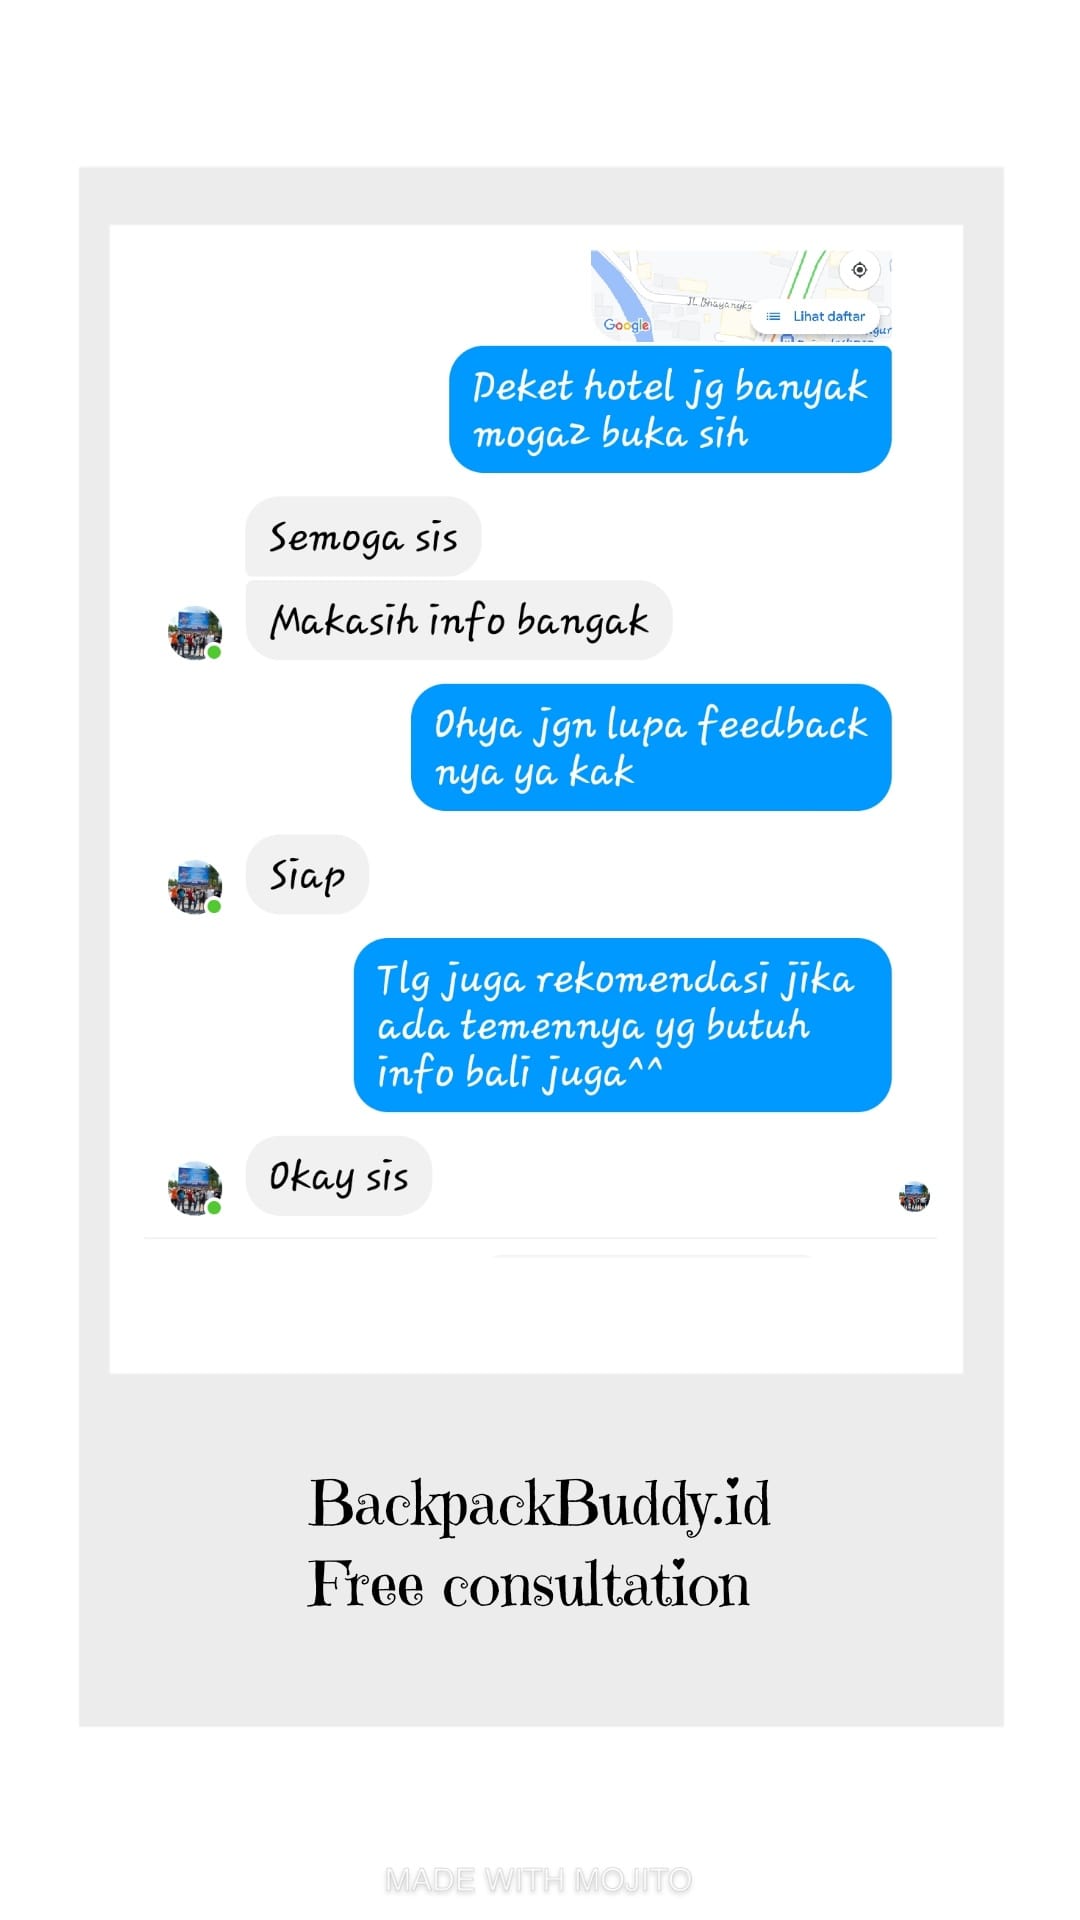 JL. Bhayangka
Google
Lihat daftar
Deket hotel jg banyak
moga2 buka sih
Semoga sis
Makasih info bangak
Ohya jgn lupa feedback
nya ya kak
Siap
Tlg juga rekomendasi jika
ada temennya yg butuh
info bali juga^^
Okay sis
BackpackBuddy.id
Free consultation
MADE WITH MOJITO